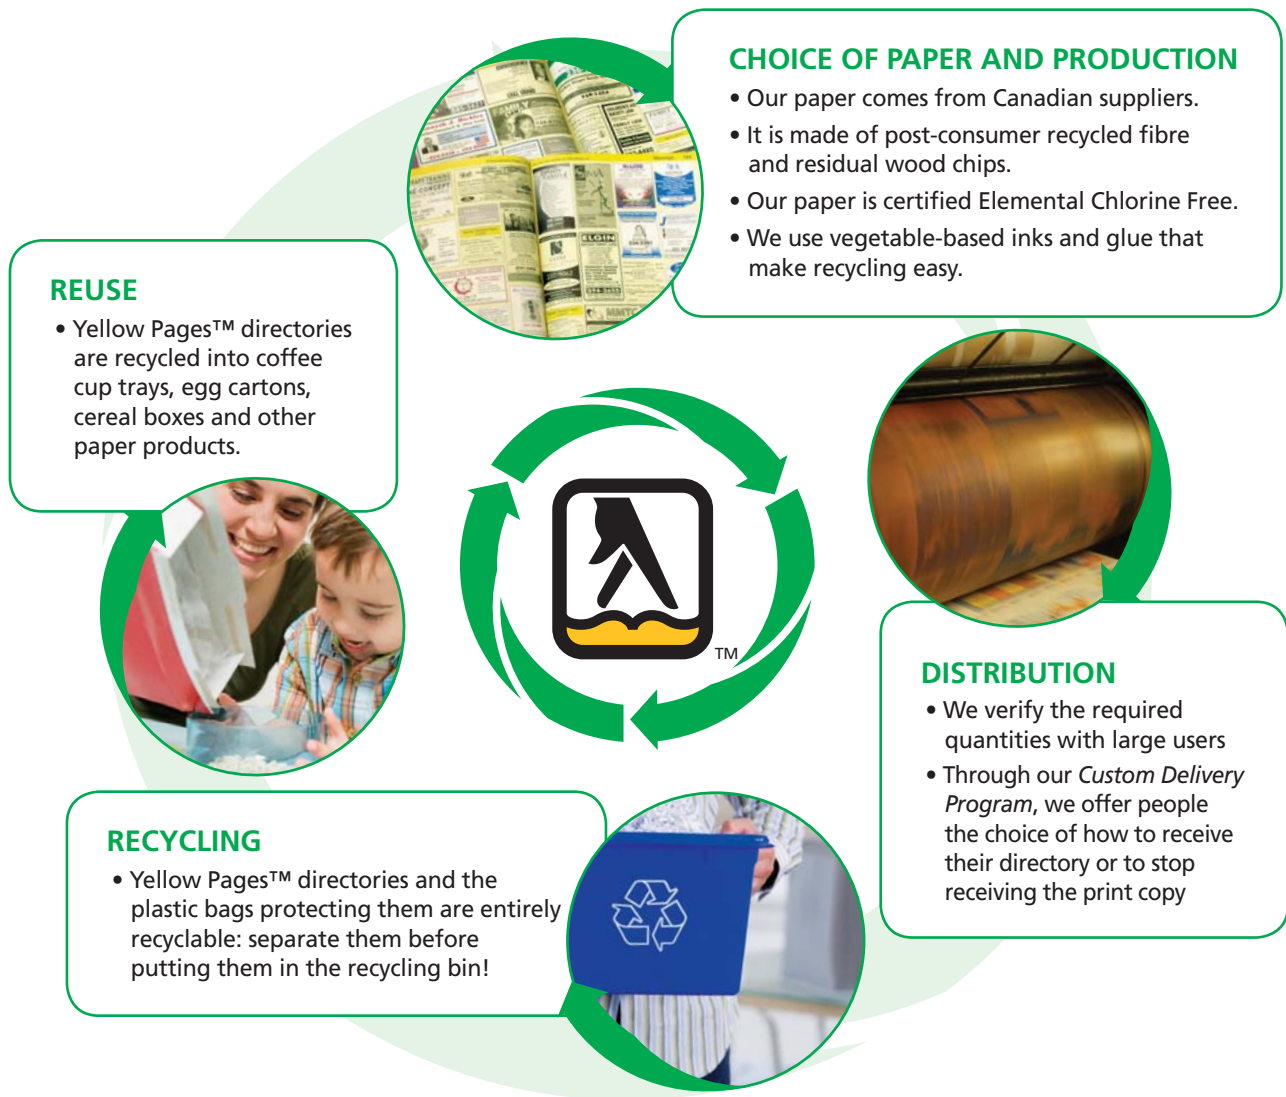 CHOICE OF PAPER AND PRODUCTION
• Our paper comes from Canadian suppliers.
• It is made of post-consumer recycled fibre
and residual wood chips.
• Our paper is certified Elemental Chlorine Free.
• We use vegetable-based inks and glue that
make recycling easy.
REUSE
• Yellow Pages™ directories
are recycled into coffee
cup trays, egg cartons,
cereal boxes and other
paper products.
TM
DISTRIBUTION
• We verify the required
quantities with large users
• Through our Custom Delivery
Program, we offer people
the choice of how to receive
their directory or to stop
receiving the print copy
RECYCLING
• Yellow Pages™ directories and the
plastic bags protecting them are entirely
recyclable: separate them before
putting them in the recycling bin!
FAMILY
ELGIN